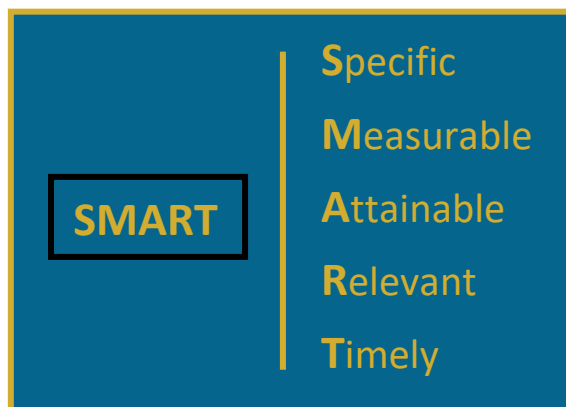 SMART
Specific
Measurable
Attainable
Relevant
Timely